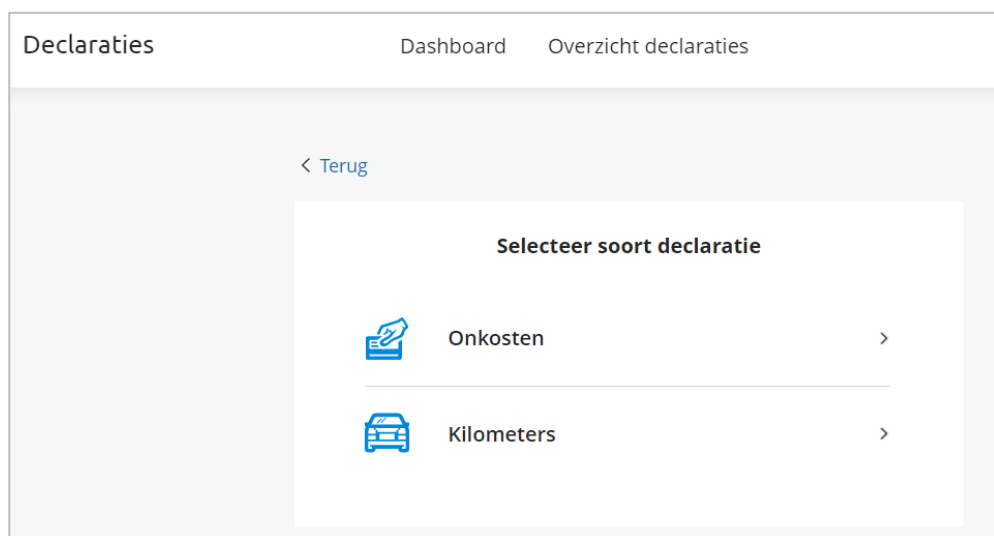 Declaraties
Dashboard
Overzicht declaraties
Terug
Selecteer soort declaratie
Onkosten
Kilometers